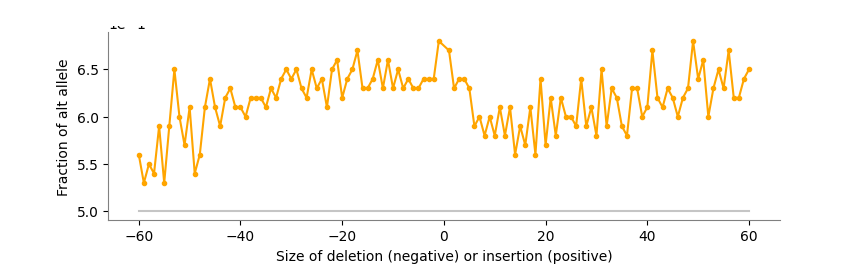 6.5
6.0
5.5
5.0
Fraction of alt allele
−60 −40 −20 0 20 40 60
Size of deletion (negative) or insertion (positive)